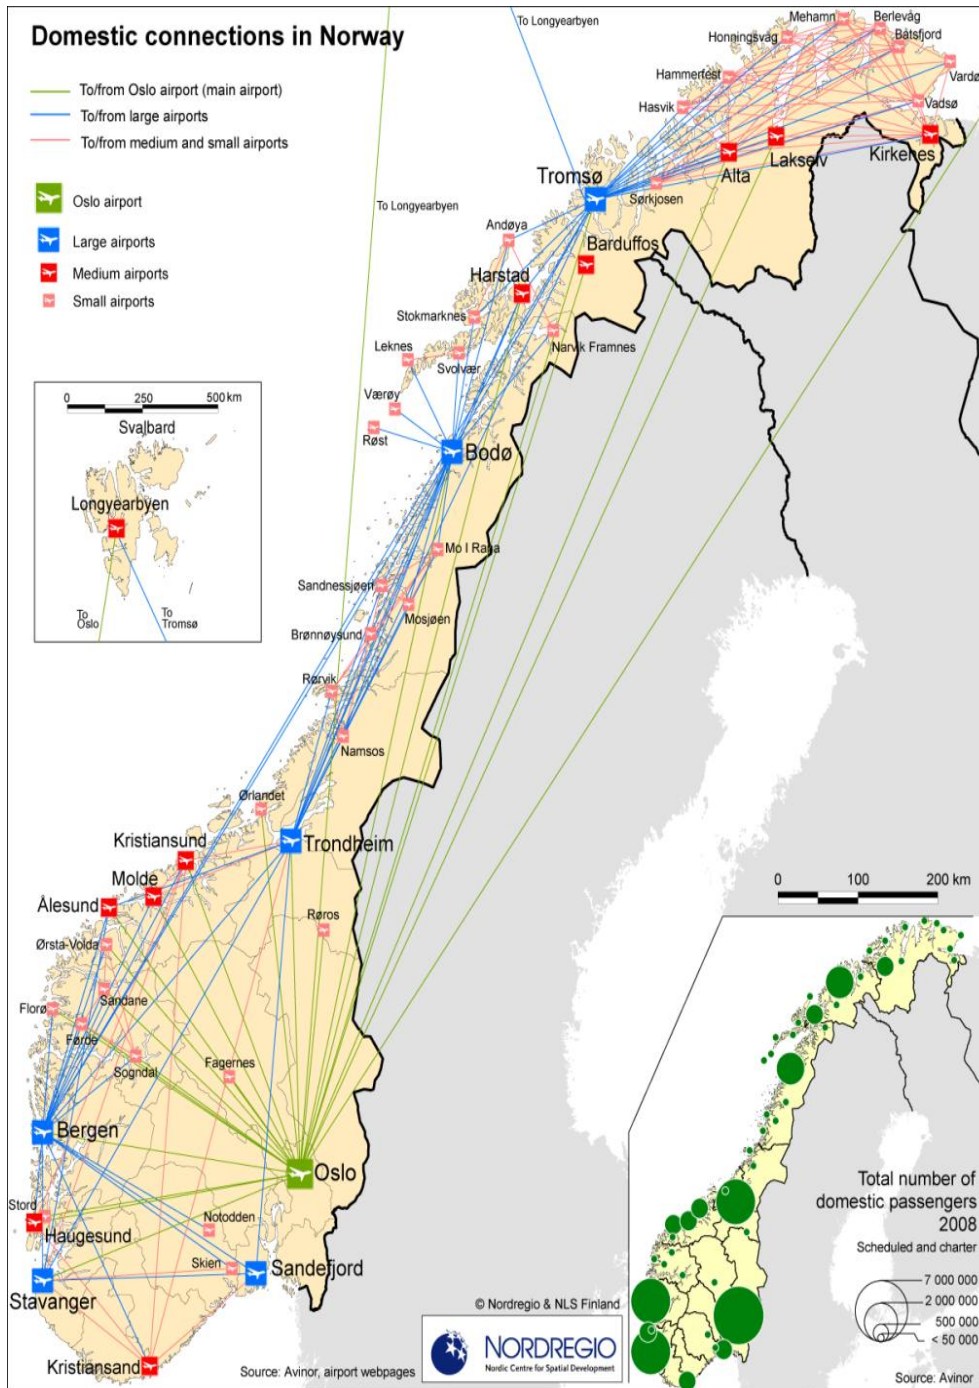 Domestic connections in Norway
To/from Oslo airport (main airport)
To/from large airports
To/from medium and small airports
Oslo airport
Large airports
Medium airports
Small airports
To Longyearbyen
To Longyearbyen
Mehamn
Berlevåg
Honningsvåg
Båtsfjord
Hammerfest
Vardø
Hasvik
Vadsø
Lakselv
Kirkenes
Alta
Tromsø
Sørkjosen
Andøya
Barduffos
Harstad
Stokmarknes
Narvik Framnes
Leknes
Svolvær
Værøy
Røst
Bodø
0 250 500 km
Svalbard
Longyearbyen
To
Oslo
To
Tromsø
Mo I Rana
Sandnessjøen
Mosjøen
Brønnøysund
Rørvik
Namsos
Ørlandet
Trondheim
Kristiansund
Molde
Ålesund
Røros
Ørsta-Volda
Sandane
Florø
Førde
Sogndal
Fagernes
Bergen
Oslo
Stord
Haugesund
Notodden
Skien
Sandefjord
Stavanger
Kristiansand
0 100 200 km
Total number of
domestic passengers
2008
Scheduled and charter
7 000 000
2 000 000
500 000
< 50 000
Source: Avinor
© Nordregio & NLS Finland
NORDREGIO
Nordic Centre for Spatial Development
Source: Avinor, airport webpages